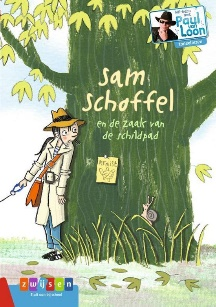 Paul
van Loon
Sam
Schoffel
en de zaak van
de schildpad
zwijsen